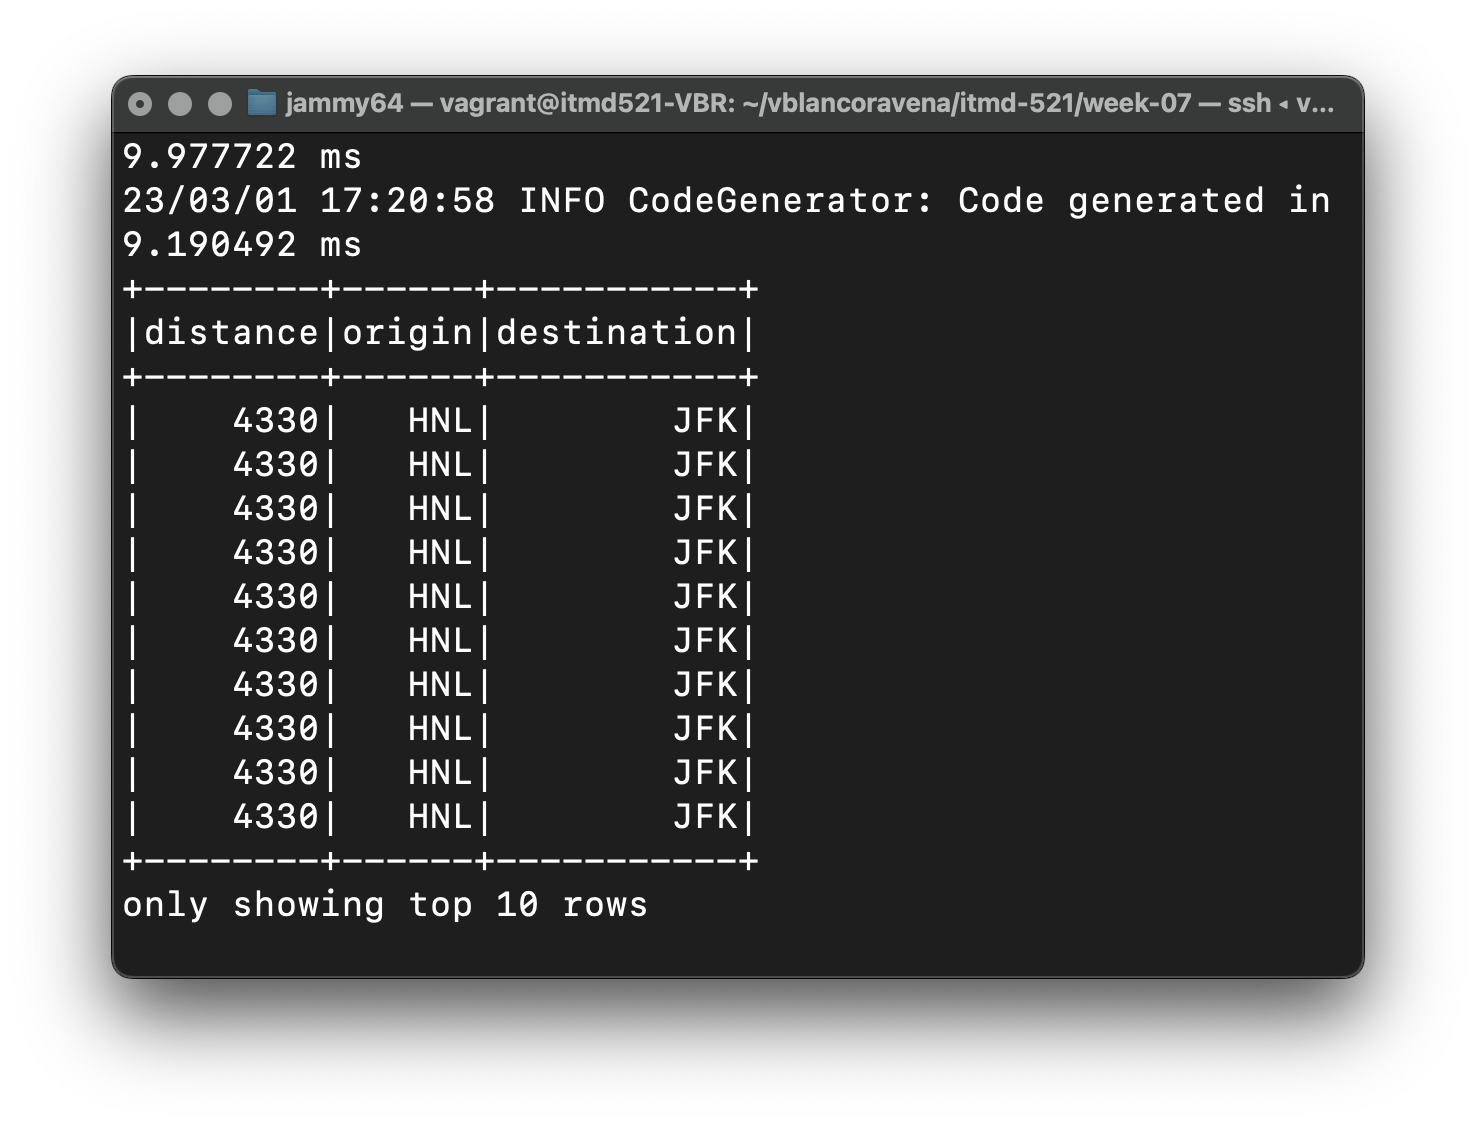 jammy64 — vagrant@itmd521-VBR: ~/vblancoravena/itmd-521/week-07 — ssh ◂ v...
9.977722 ms
23/03/01 17:20:58 INFO CodeGenerator: Code generated in
9.190492 ms
+--------+------+-----------+
|distance|origin|destination|
+--------+------+-----------+
|    4330|   HNL|        JFK|
|    4330|   HNL|        JFK|
|    4330|   HNL|        JFK|
|    4330|   HNL|        JFK|
|    4330|   HNL|        JFK|
|    4330|   HNL|        JFK|
|    4330|   HNL|        JFK|
|    4330|   HNL|        JFK|
|    4330|   HNL|        JFK|
|    4330|   HNL|        JFK|
+--------+------+-----------+
only showing top 10 rows